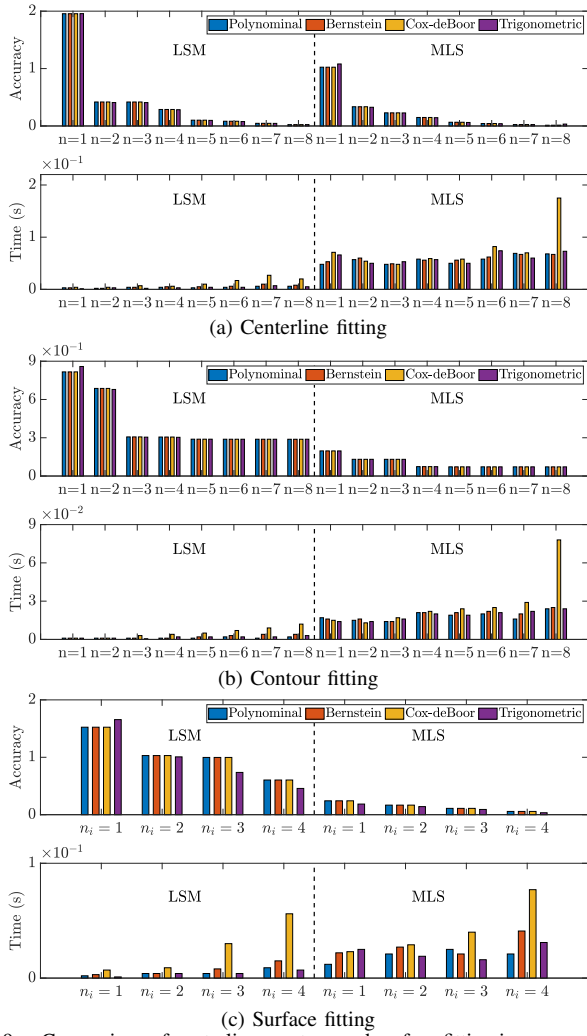 Polynominal Bernstein Cox-deBoor Trigonometric
2
1
0
Accuracy
LSM
MLS
n=1 n=2 n=3 n=4 n=5 n=6 n=7 n=8 n=1 n=2 n=3 n=4 n=5 n=6 n=7 n=8
×10⁻¹
2
1
0
Time (s)
LSM
MLS
n=1 n=2 n=3 n=4 n=5 n=6 n=7 n=8 n=1 n=2 n=3 n=4 n=5 n=6 n=7 n=8
(a) Centerline fitting
×10⁻¹
Polynominal Bernstein Cox-deBoor Trigonometric
9
6
3
0
Accuracy
LSM
MLS
n=1 n=2 n=3 n=4 n=5 n=6 n=7 n=8 n=1 n=2 n=3 n=4 n=5 n=6 n=7 n=8
×10⁻²
9
6
3
0
Time (s)
LSM
MLS
n=1 n=2 n=3 n=4 n=5 n=6 n=7 n=8 n=1 n=2 n=3 n=4 n=5 n=6 n=7 n=8
(b) Contour fitting
Polynominal Bernstein Cox-deBoor Trigonometric
2
1
0
Accuracy
LSM
MLS
nᵢ = 1 nᵢ = 2 nᵢ = 3 nᵢ = 4 nᵢ = 1 nᵢ = 2 nᵢ = 3 nᵢ = 4
×10⁻¹
1
0
Time (s)
LSM
MLS
nᵢ = 1 nᵢ = 2 nᵢ = 3 nᵢ = 4 nᵢ = 1 nᵢ = 2 nᵢ = 3 nᵢ = 4
(c) Surface fitting